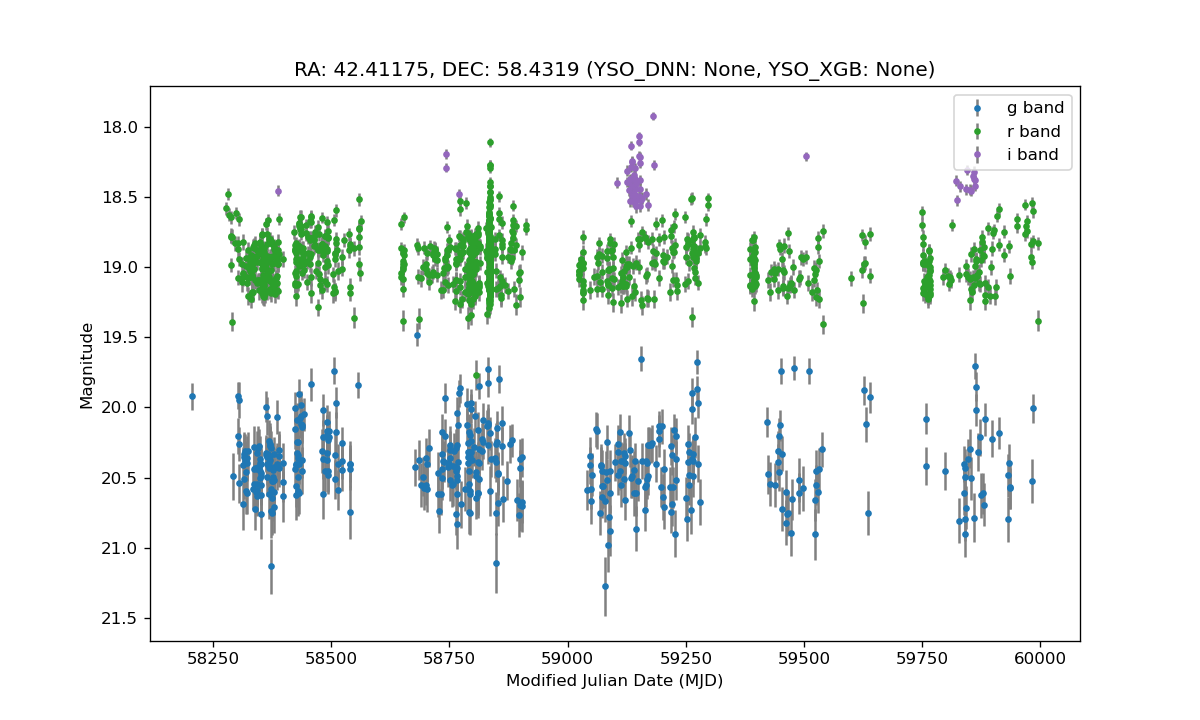 RA: 42.41175, DEC: 58.4319 (YSO_DNN: None, YSO_XGB: None)
g band
r band
i band
18.0
18.5
19.0
19.5
20.0
20.5
21.0
21.5
Magnitude
58250 58500 58750 59000 59250 59500 59750 60000
Modified Julian Date (MJD)